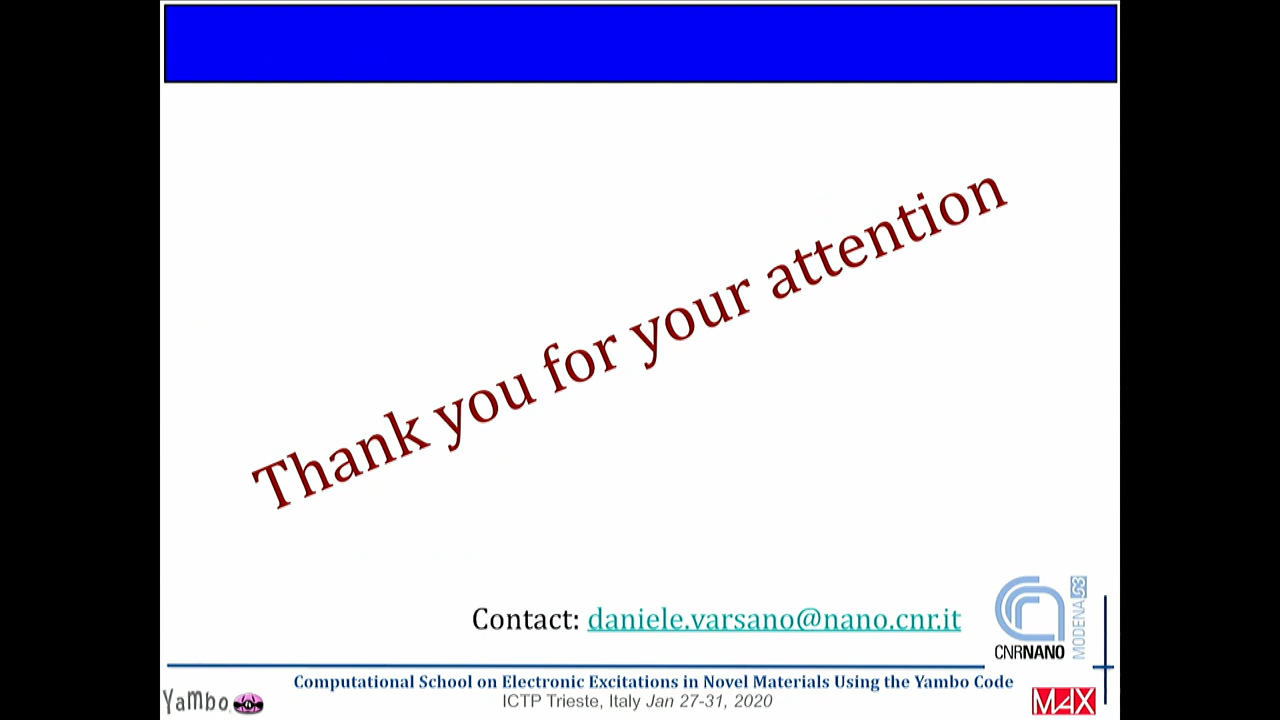 Thank you for your attention
Contact: daniele.varsano@nano.cnr.it
CNRNANO
MODENA S3
Computational School on Electronic Excitations in Novel Materials Using the Yambo Code
ICTP Trieste, Italy Jan 27-31, 2020
Yambo
MAX